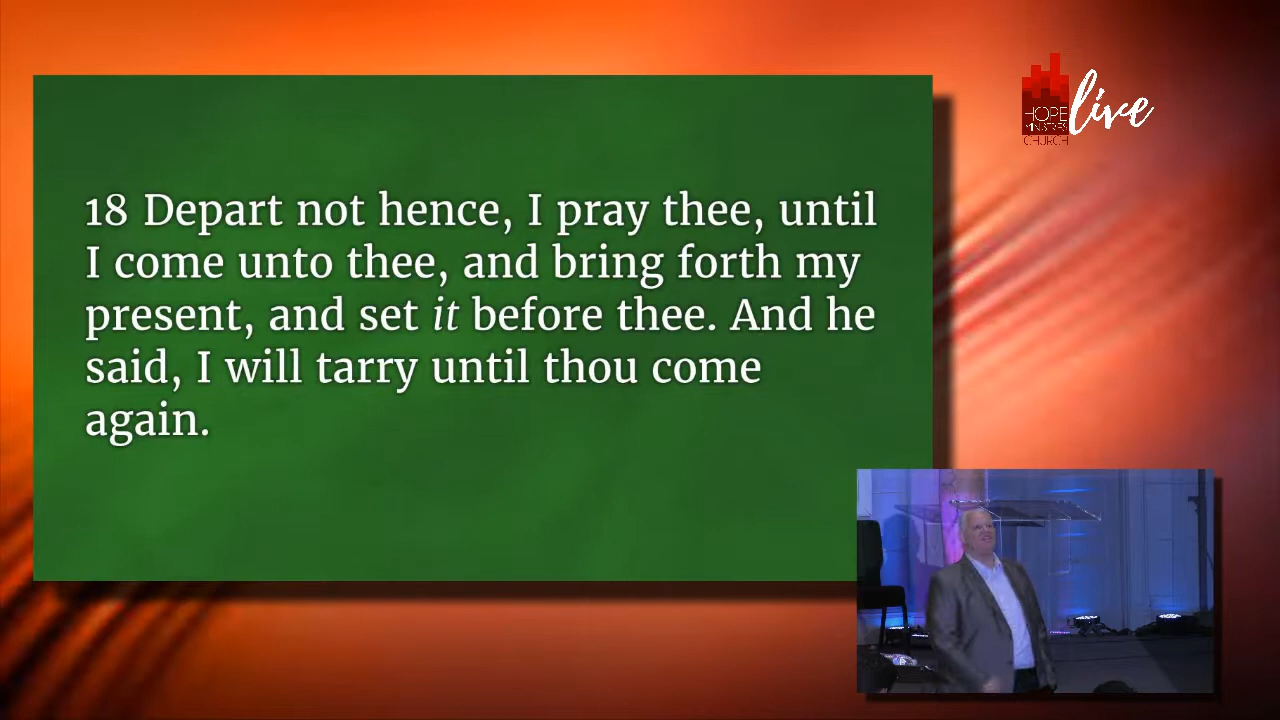 HOPE
MINISTRIES
CHURCH
live
18 Depart not hence, I pray thee, until
I come unto thee, and bring forth my
present, and set it before thee. And he
said, I will tarry until thou come
again.